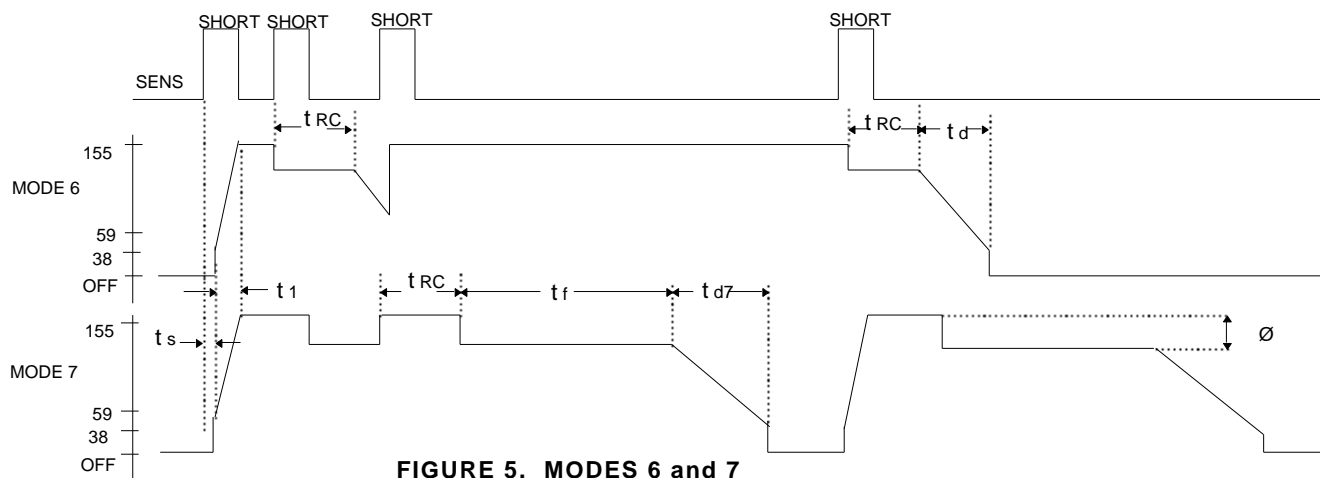 SHORT SHORT SHORT SHORT
SENS
t RC t RC t d
155
MODE 6
59
38
OFF
t 1 t RC t f t d7
155
t s Ø
MODE 7
59
38
OFF
FIGURE 5. MODES 6 and 7